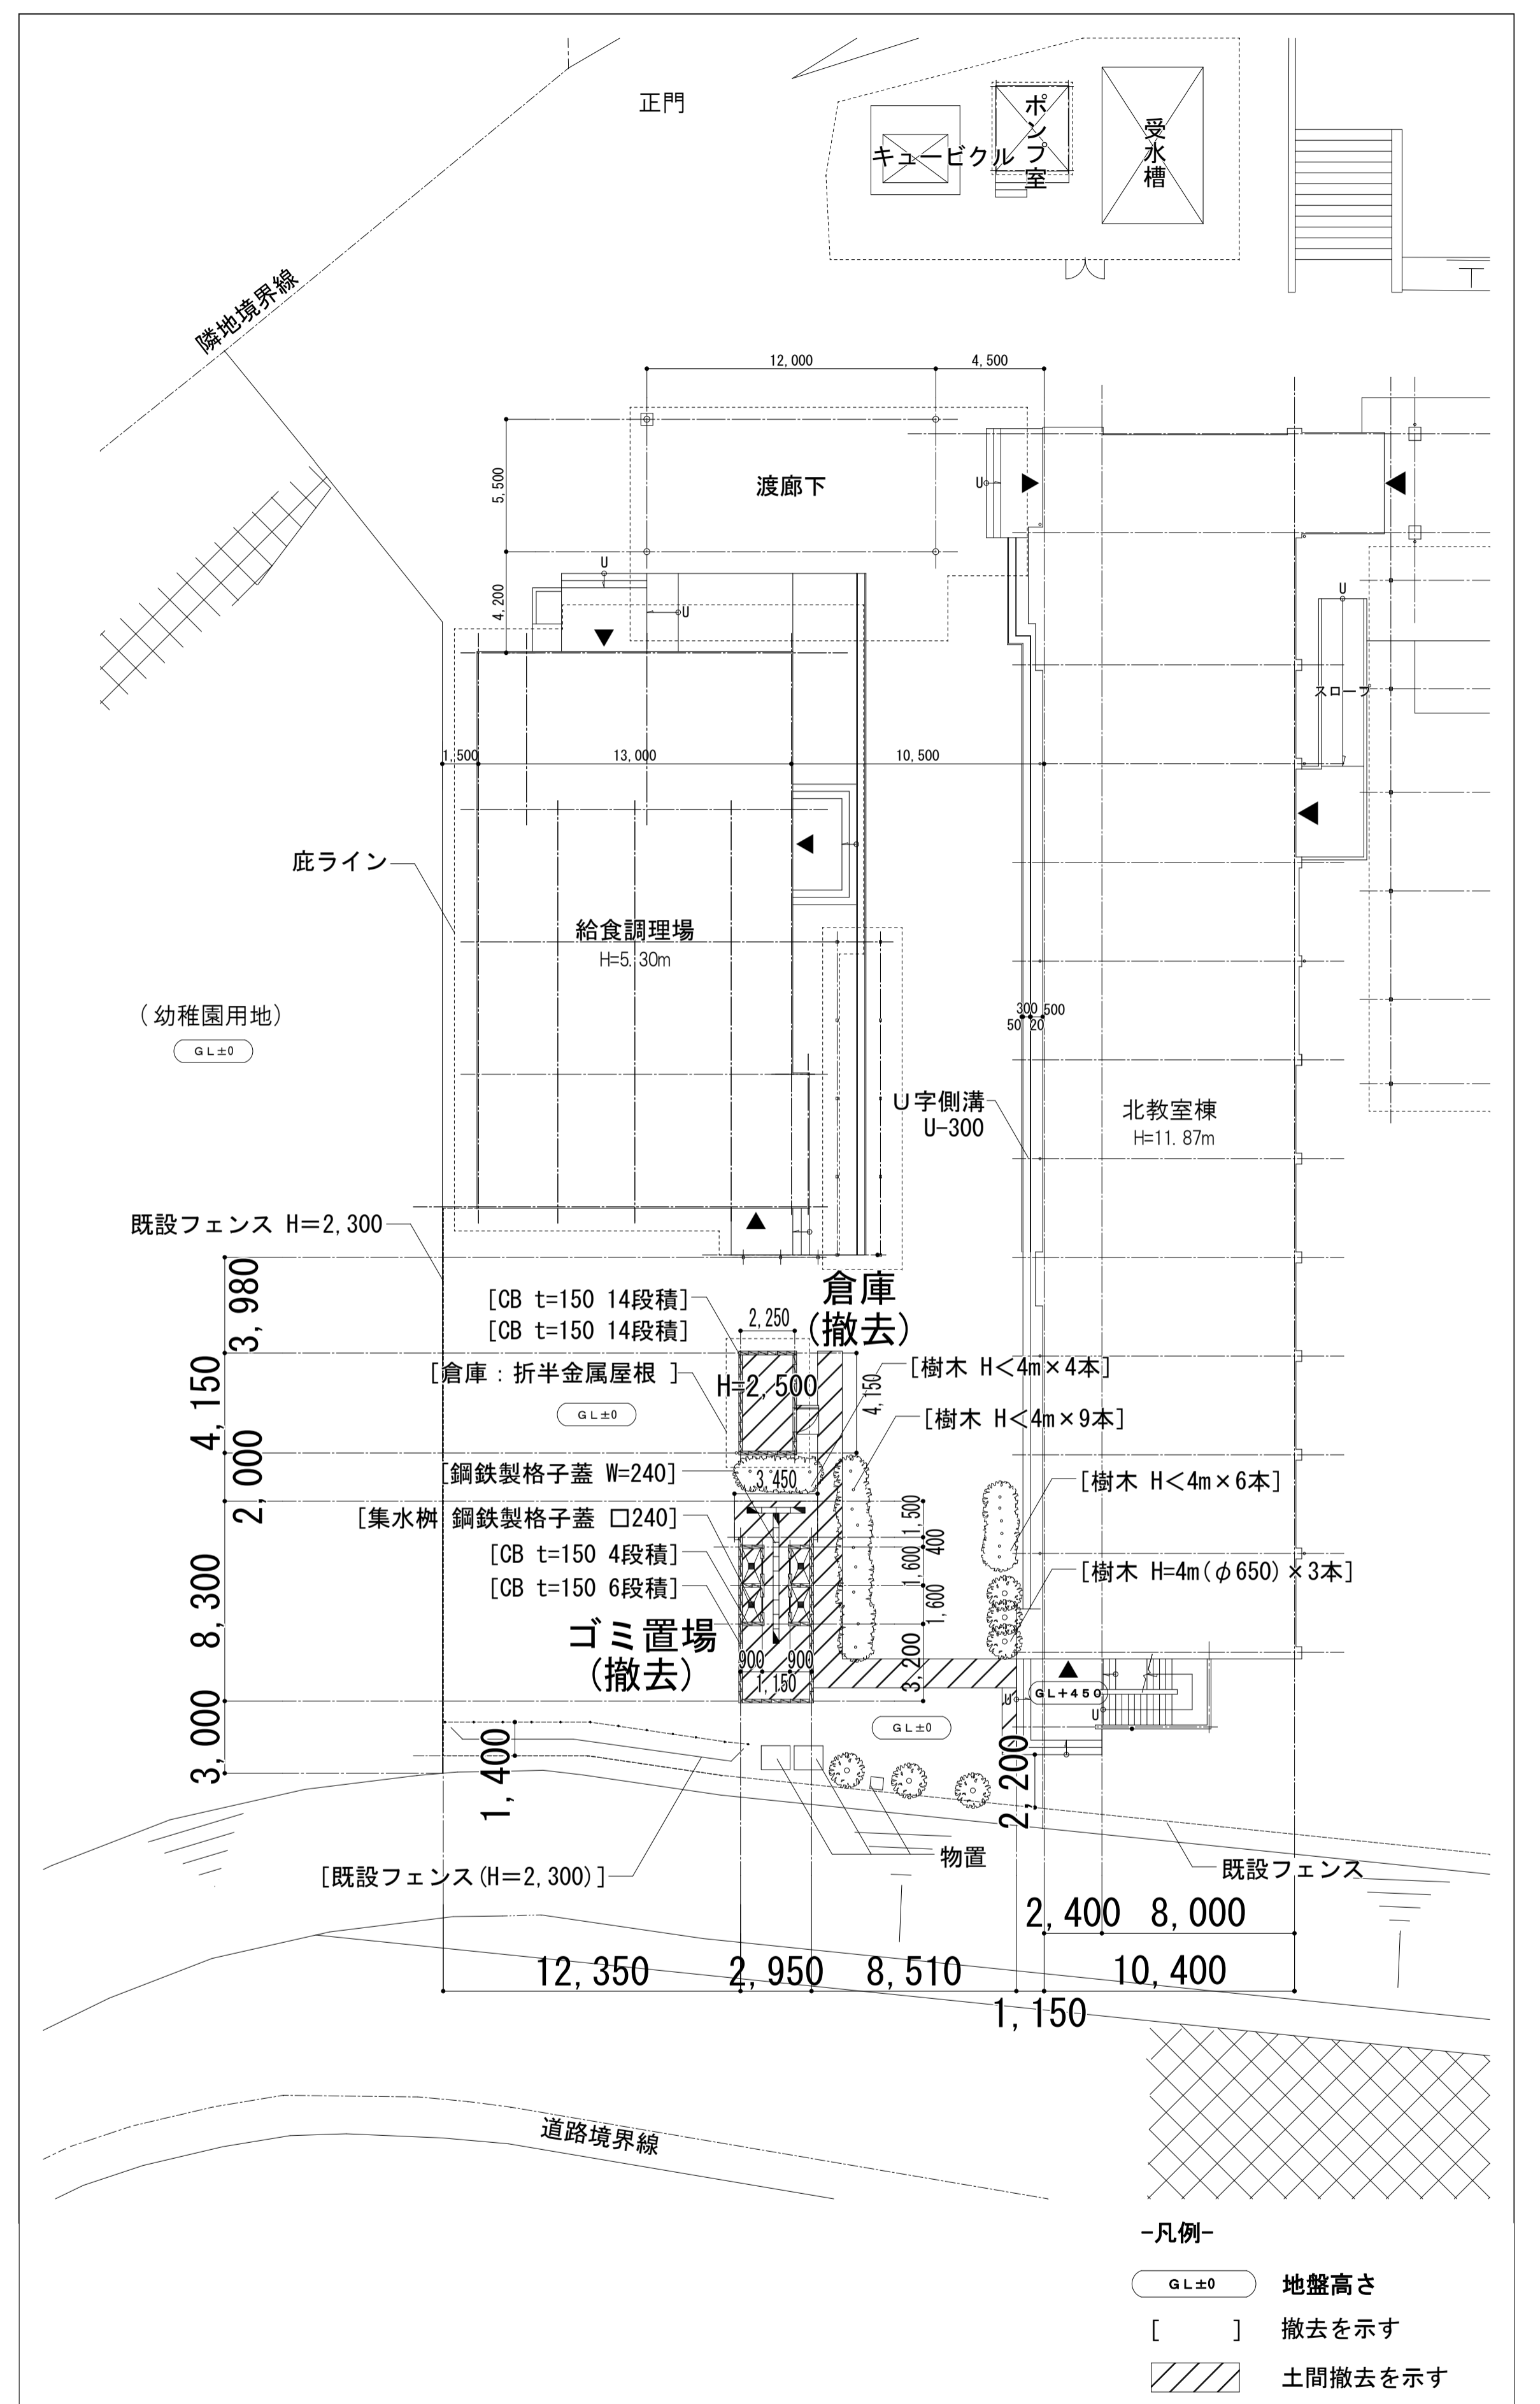 正門
キュービクル
ポンプ室
受水槽
隣地境界線
12,000
4,500
5,500
渡廊下
U
4,200
U
U
U
スロープ
1,500
13,000
10,500
庇ライン
給食調理場
H=5.30m
(幼稚園用地)
GL±0
300 500
50 20
U字側溝
U-300
北教室棟
H=11.87m
既設フェンス H=2,300
3,980
倉庫
(撤去)
[CB t=150 14段積]
[CB t=150 14段積]
2,250
4,150
[倉庫：折半金属屋根 ]
H=2,500
4,150
[樹木 H＜4m×4本]
GL±0
[樹木 H＜4m×9本]
2,000
[鋼鉄製格子蓋 W=240]
3,450
[樹木 H＜4m×6本]
[集水桝 鋼鉄製格子蓋 口240]
1,500
400
[CB t=150 4段積]
1,600
[CB t=150 6段積]
1,600
[樹木 H=4m(φ650)×3本]
8,300
ゴミ置場
(撤去)
900
900
1,150
3,200
3,000
GL+450
U
U
GL±0
1,400
2,200
物置
[既設フェンス(H=2,300)]
既設フェンス
2,400
8,000
12,350
2,950
8,510
1,150
10,400
道路境界線
-凡例-
GL±0 地盤高さ
[ ] 撤去を示す
土間撤去を示す